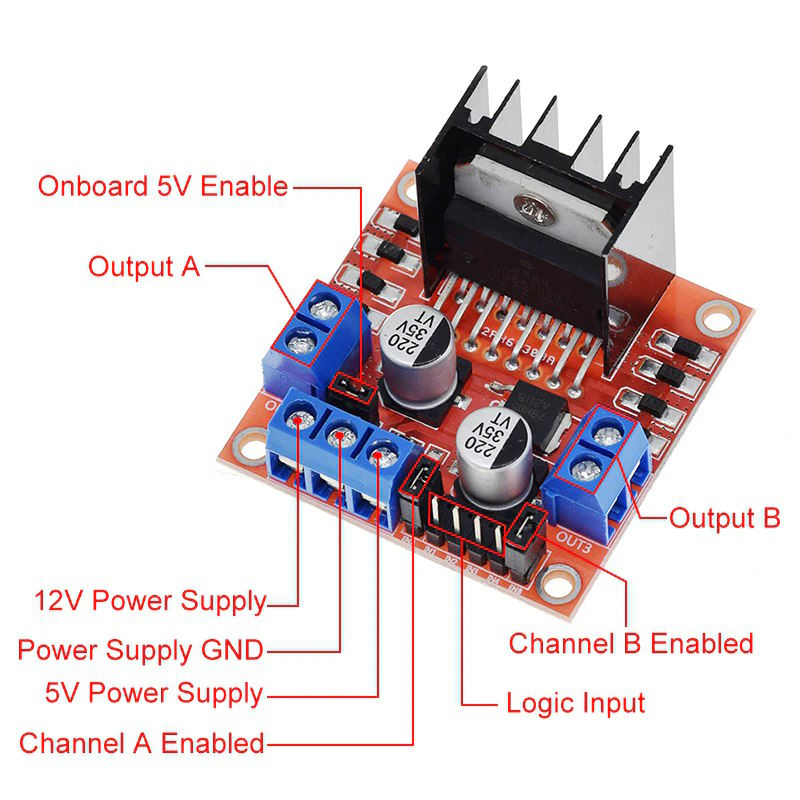 Onboard 5V Enable
Output A
220
35V
VT
220
35V
VT
Output B
OUT3
12V Power Supply
Power Supply GND
5V Power Supply
Channel A Enabled
Channel B Enabled
Logic Input